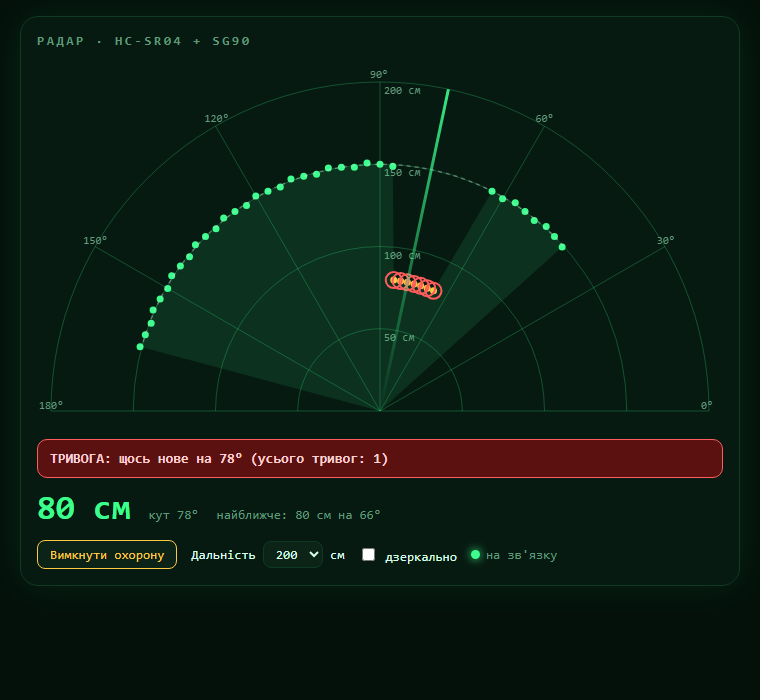 РАДАР · HC-SR04 + SG90
90°
200 см
120°
60°
150 см
150°
30°
100 см
50 см
180°
0°
ТРИВОГА: щось нове на 78° (усього тривог: 1)
80 см кут 78° найближче: 80 см на 66°
Вимкнути охорону Дальність 200 см дзеркально на зв'язку